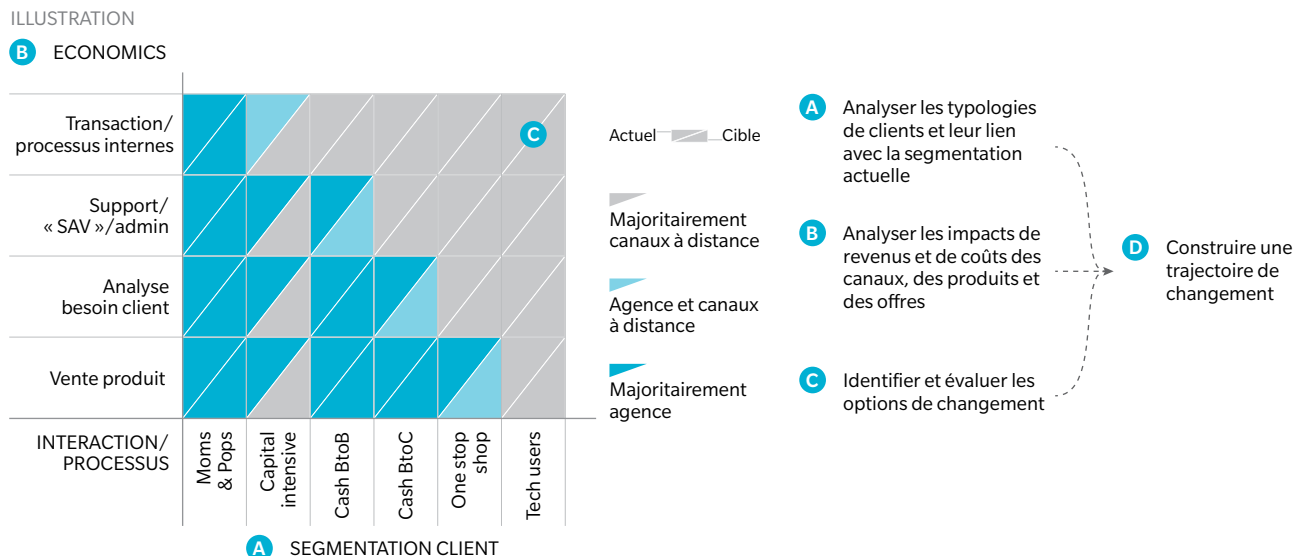 ILLUSTRATION
B ECONOMICS
Transaction/
processus internes
Support/
« SAV »/admin
Analyse
besoin client
Vente produit
INTERACTION/
PROCESSUS
Moms
& Pops
Capital
intensive
Cash BtoB
Cash BtoC
One stop
shop
Tech users
A SEGMENTATION CLIENT
C
Actuel
Cible
Majoritairement
canaux à distance
Agence et canaux
à distance
Majoritairement
agence
A Analyser les typologies
de clients et leur lien
avec la segmentation
actuelle
B Analyser les impacts de
revenus et de coûts des
canaux, des produits et
des offres
C Identifier et évaluer les
options de changement
D Construire une
trajectoire de
changement